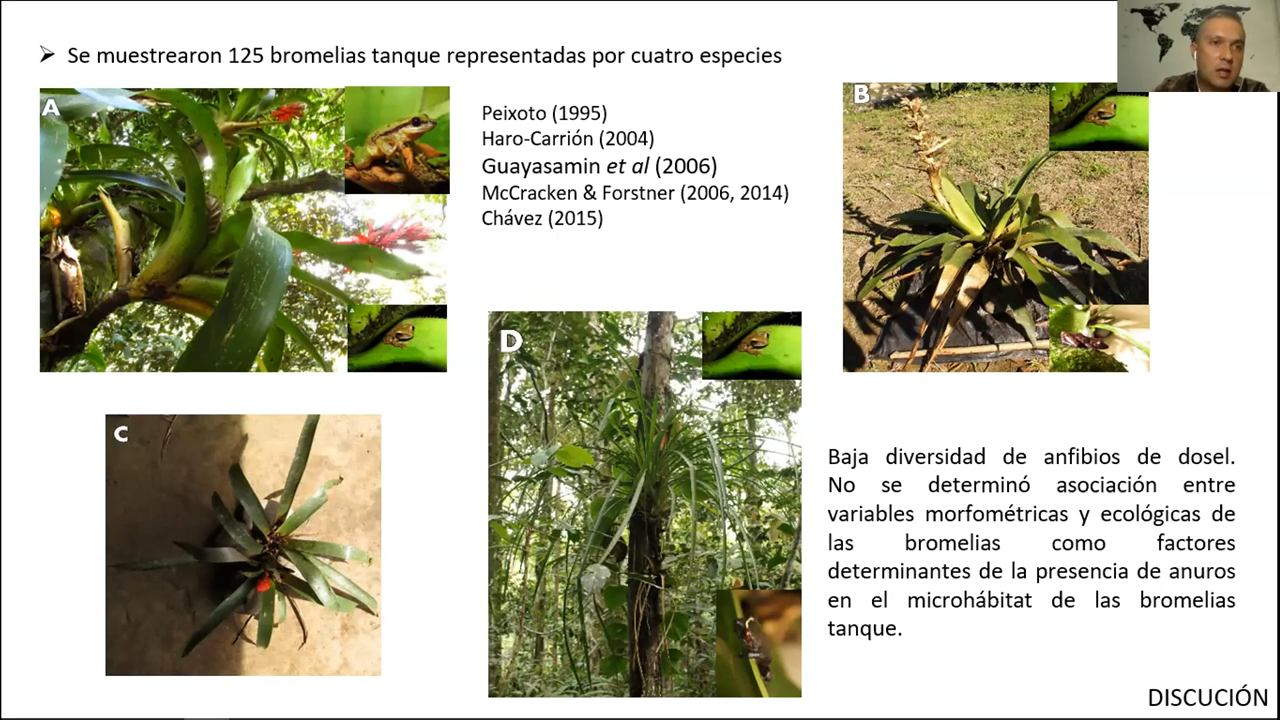 ➢ Se muestrearon 125 bromelias tanque representadas por cuatro especies
A
Peixoto (1995)
Haro-Carrión (2004)
Guayasamin et al (2006)
McCracken & Forstner (2006, 2014)
Chávez (2015)
B
C
D
Baja diversidad de anfibios de dosel.
No se determinó asociación entre
variables morfométricas y ecológicas de
las bromelias como factores
determinantes de la presencia de anuros
en el microhábitat de las bromelias
tanque.
DISCUCIÓN